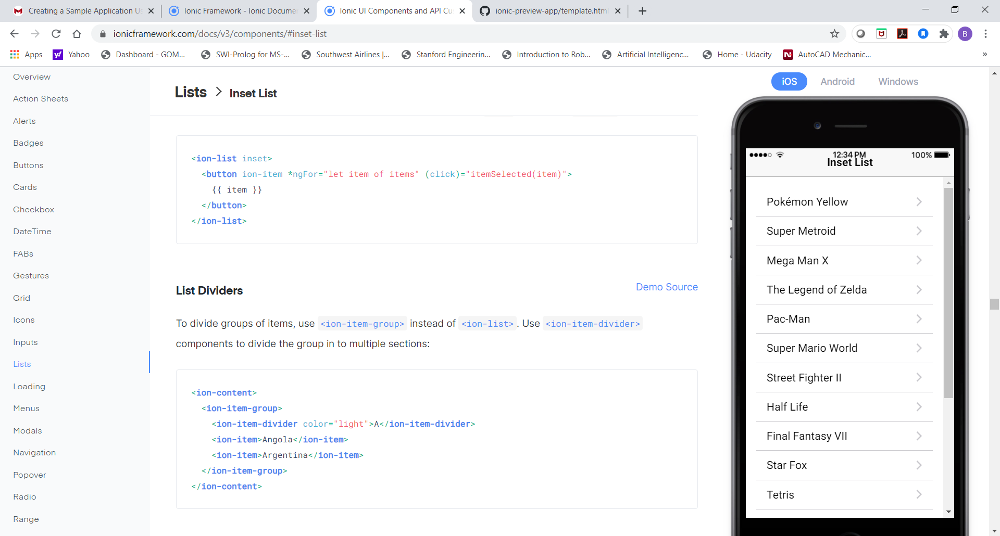 Creating a Sample Application Us
Ionic Framework - Ionic Documen
Ionic UI Components and API Cu
ionic-preview-app/template.html
ionicframework.com/docs/v3/components/#inset-list
B
Apps
Yahoo
Dashboard - GOM...
SWI-Prolog for MS-...
Southwest Airlines |...
Stanford Engineerin...
Introduction to Rob...
Artificial Intelligenc...
Home - Udacity
AutoCAD Mechanic...
»
Overview
Action Sheets
Alerts
Badges
Buttons
Cards
Checkbox
DateTime
FABs
Gestures
Grid
Icons
Inputs
Lists
Loading
Menus
Modals
Navigation
Popover
Radio
Range
Lists > Inset List
<ion-list inset>
<button ion-item *ngFor="let item of items" (click)="itemSelected(item)">
{{ item }}
</button>
</ion-list>
List Dividers
Demo Source
To divide groups of items, use <ion-item-group> instead of <ion-list>. Use <ion-item-divider>
components to divide the group in to multiple sections:
<ion-content>
<ion-item-group>
<ion-item-divider color="light">A</ion-item-divider>
<ion-item>Angola</ion-item>
<ion-item>Argentina</ion-item>
</ion-item-group>
</ion-content>
iOS
Android
Windows
12:34 PM
100%
Inset List
Pokémon Yellow
Super Metroid
Mega Man X
The Legend of Zelda
Pac-Man
Super Mario World
Street Fighter II
Half Life
Final Fantasy VII
Star Fox
Tetris